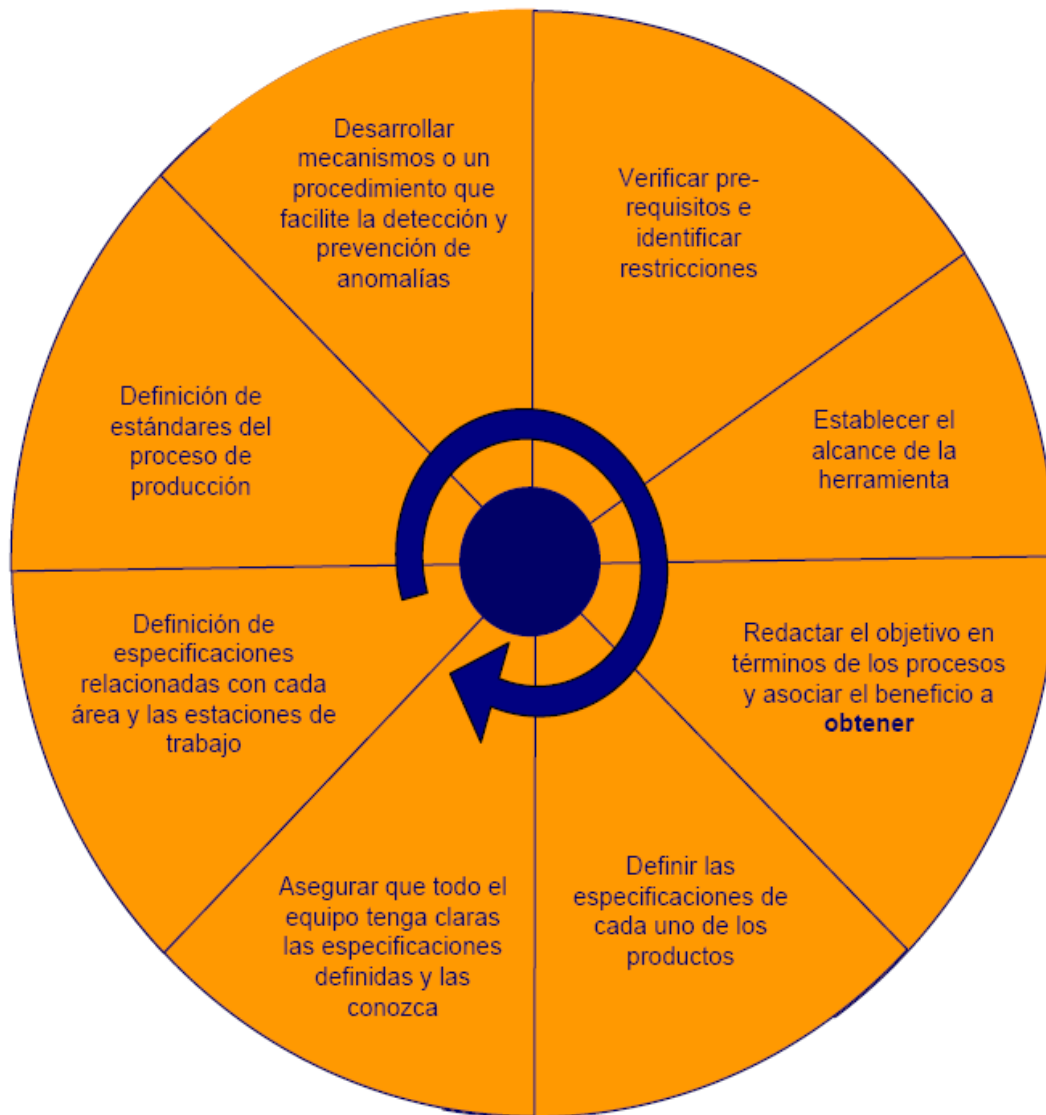 Verificar pre-
requisitos e
identificar
restricciones
Establecer el
alcance de la
herramienta
Redactar el objetivo en
términos de los procesos
y asociar el beneficio a
obtener
Definir las
especificaciones de
cada uno de los
productos
Asegurar que todo el
equipo tenga claras
las especificaciones
definidas y las
conozca
Definición de
especificaciones
relacionadas con cada
área y las estaciones de
trabajo
Definición de
estándares del
proceso de
producción
Desarrollar
mecanismos o un
procedimiento que
facilite la detección y
prevención de
anomalías